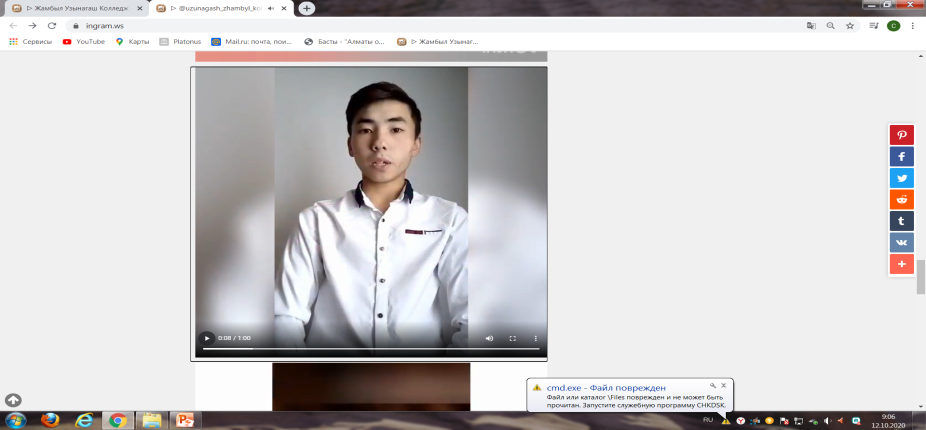 ᐅ Жамбыл Узынагаш Колледж
ᐅ @uzunagash_zhambyl_kc
ingram.ws
Сервисы
YouTube
Карты
Platonus
Mail.ru: почта, пои...
Басты - "Алматы о...
ᐅ Жамбыл Узынаг...
0:08 / 1:00
cmd.exe - Файл поврежден
Файл или каталог \Files поврежден и не может быть
прочитан. Запустите служебную программу CHKDSK.
RU
9:06
12.10.2020